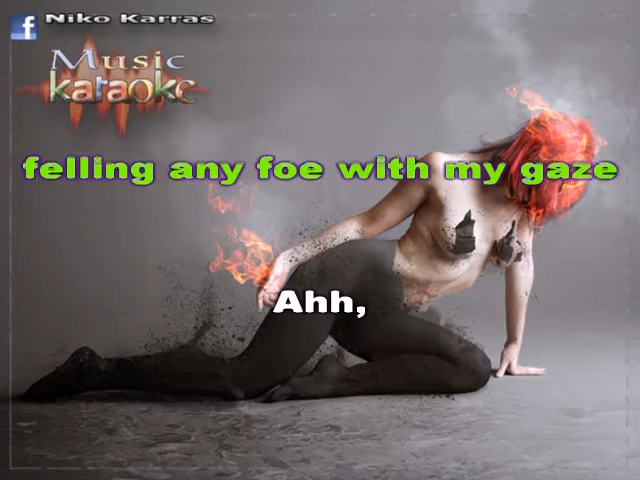 f Niko Karras
Music
karaoke
felling any foe with my gaze
Ahh,